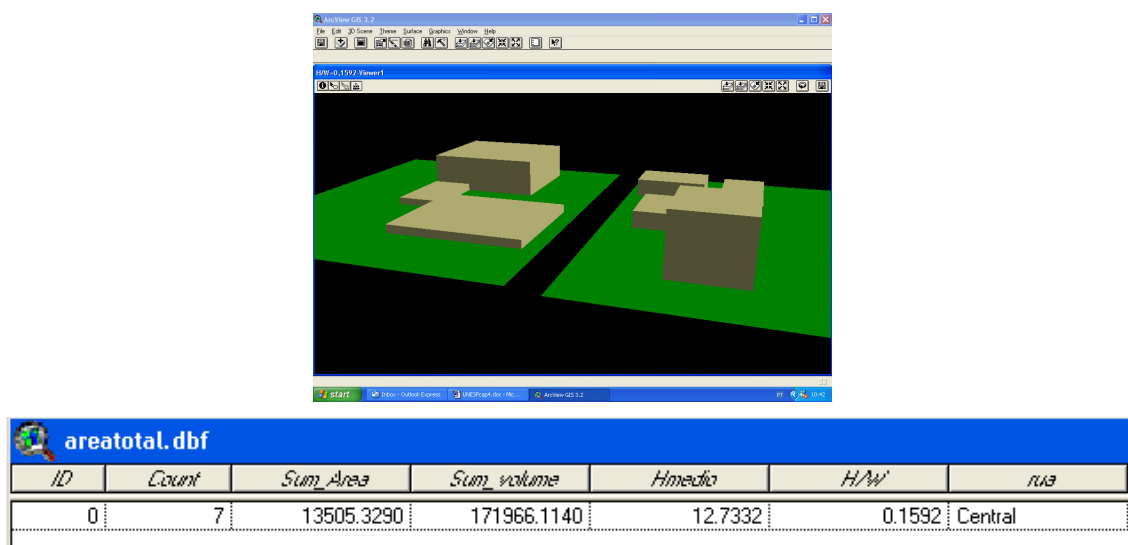 ArcView GIS 3.2
File Edit 3D Scene Theme Surface Graphics Window Help
H/W=0,1592-Viewer1
start Inbox - Outlook Express UNESPcap4.doc - Mic... ArcView GIS 3.2 PT 10:42
areatotal.dbf
ID Count Sum_Area Sum_volume Hmedio H/W rua
0 7 13505.3290 171966.1140 12.7332 0.1592 Central